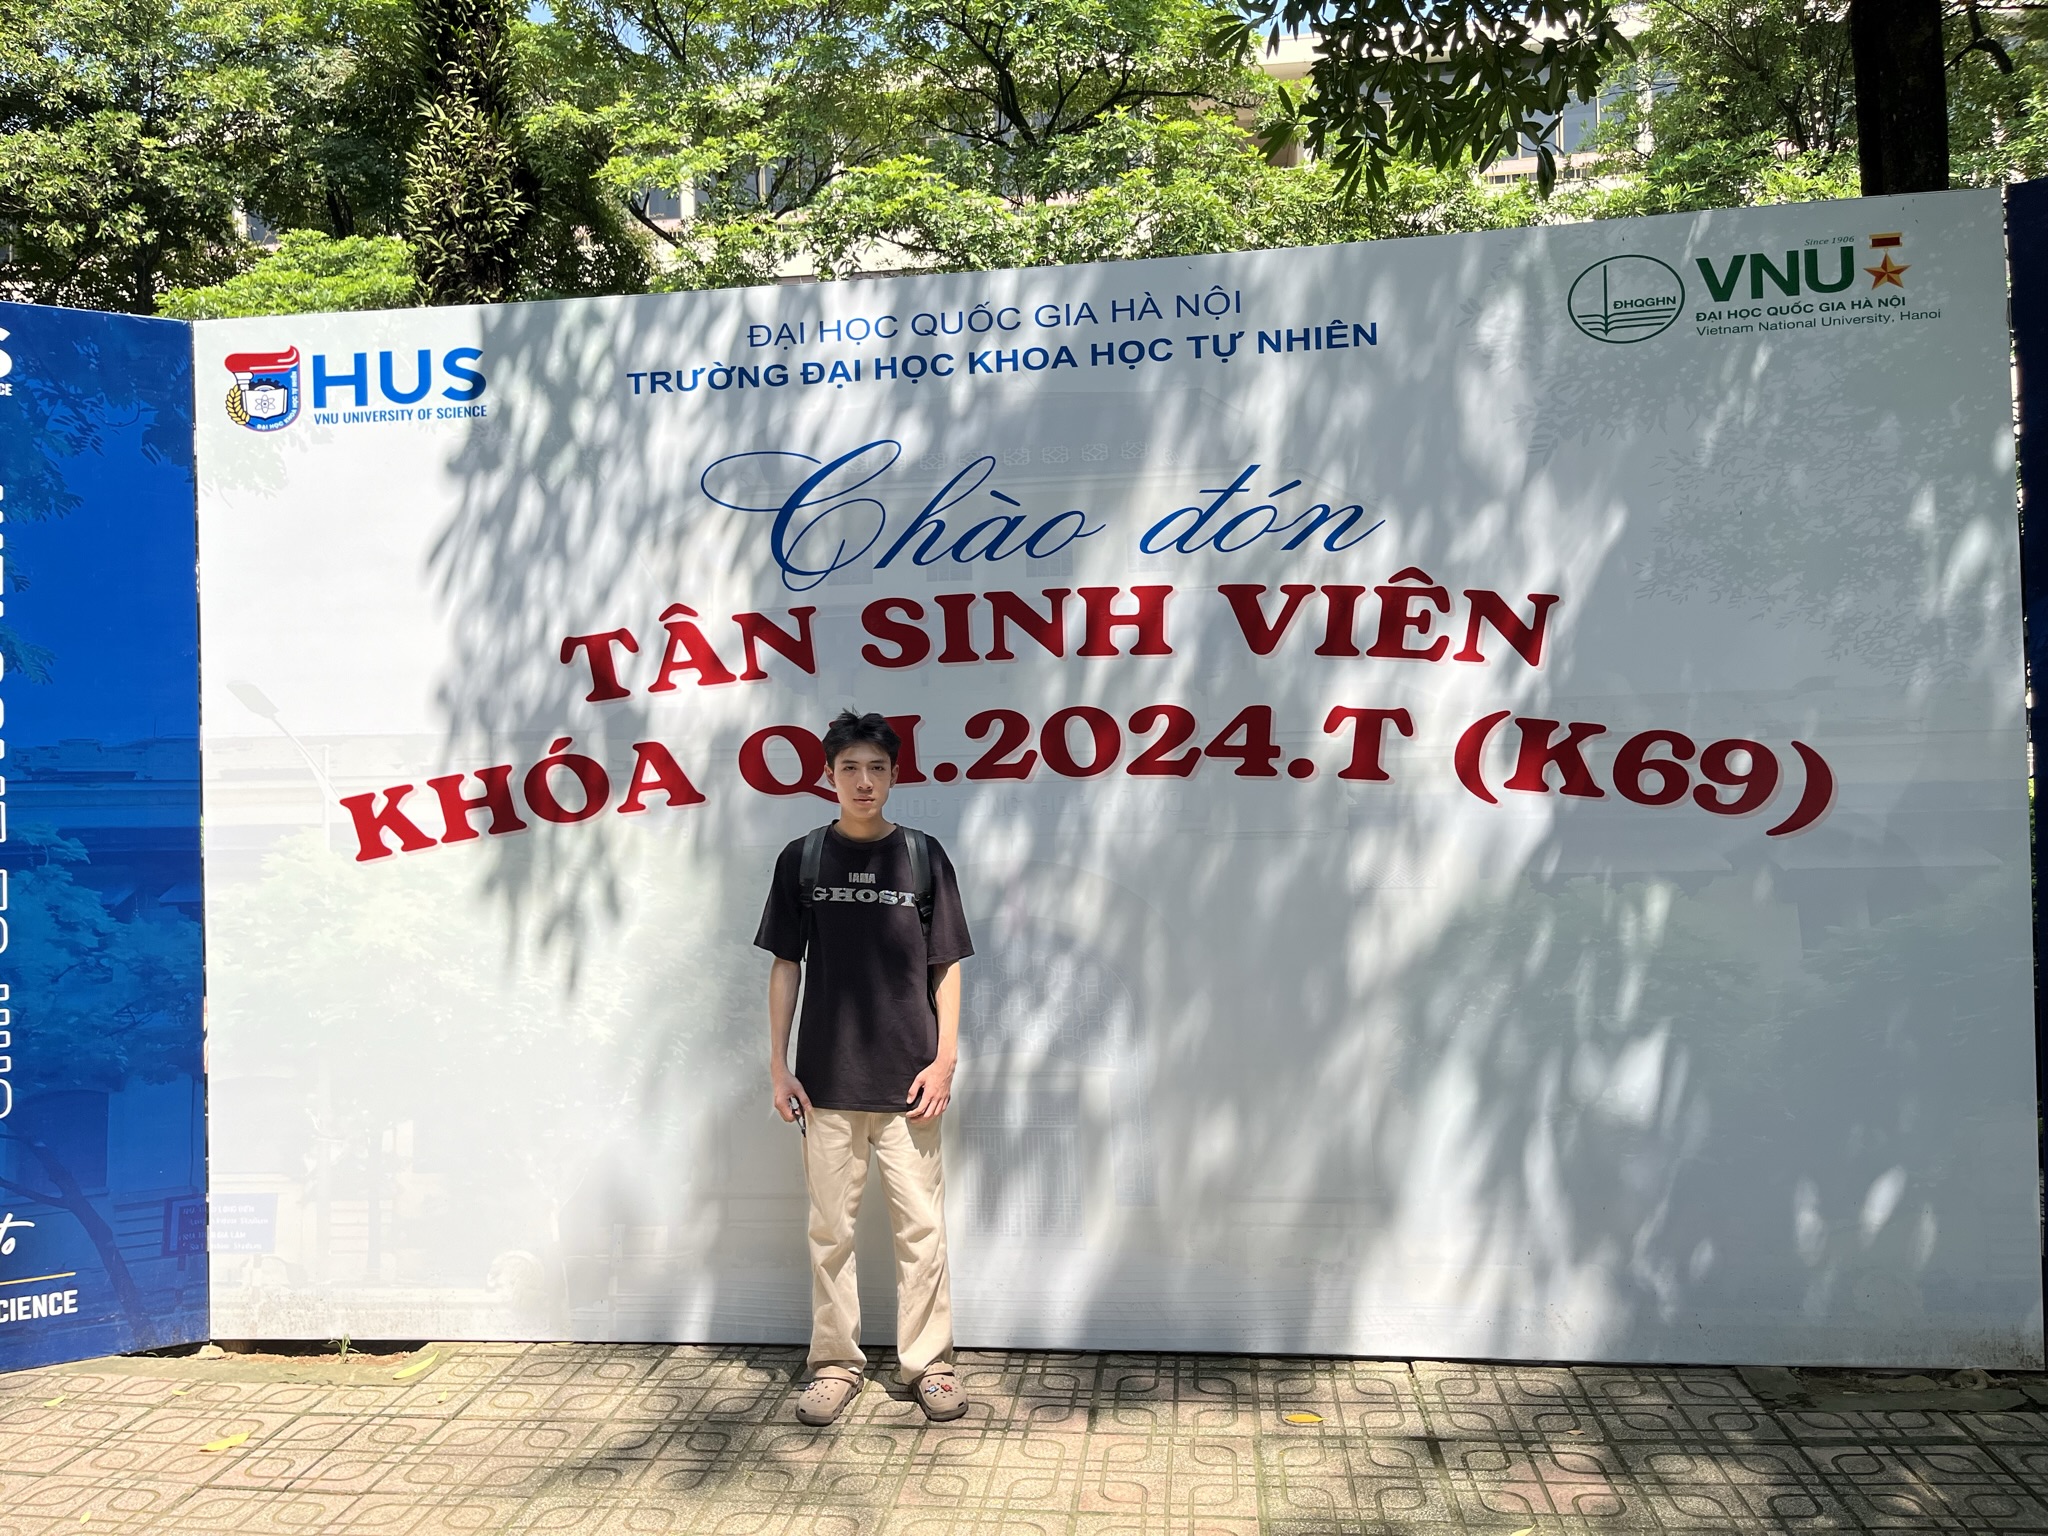 HUS
VNU UNIVERSITY OF SCIENCE
ĐẠI HỌC QUỐC GIA HÀ NỘI
TRƯỜNG ĐẠI HỌC KHOA HỌC TỰ NHIÊN
Since 1906
ĐHQGHN
VNU
ĐẠI HỌC QUỐC GIA HÀ NỘI
Vietnam National University, Hanoi
Chào đón
TÂN SINH VIÊN
KHÓA QH.2024.T (K69)
GHOST